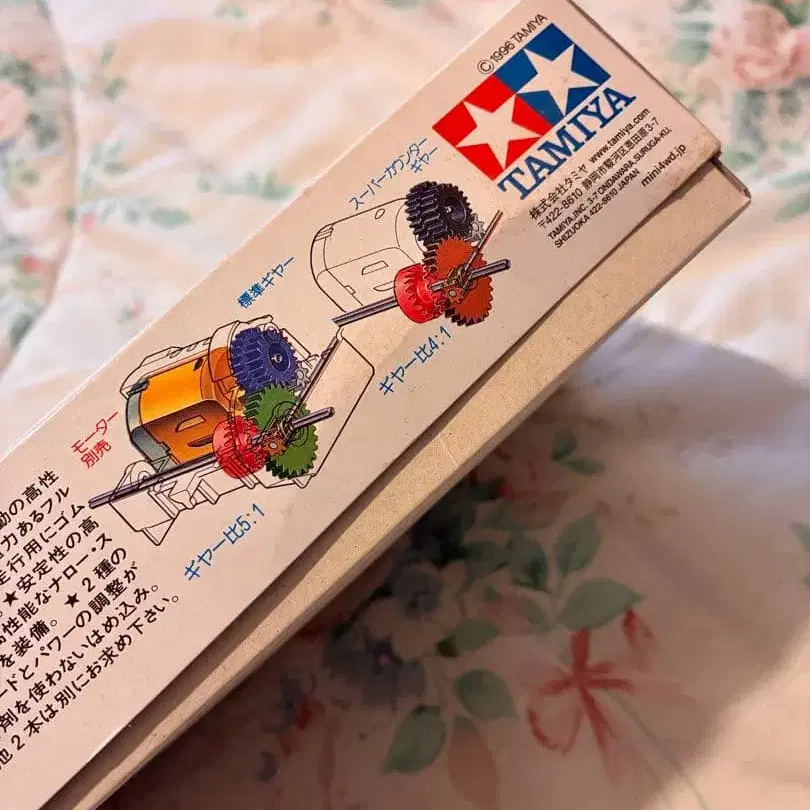 ©1996 TAMIYA
TAMIYA
株式会社タミヤ www.tamiya.com
〒422-8610 静岡市駿河区恩田原3-7
TAMIYA,INC. 3-7 ONDAWARA, SURUGA-KU,
SHIZUOKA 422-8610 JAPAN
mini4wd.jp
スーパーカウンター
ギヤー
標準ギヤー
ギヤー比4:1
モーター
別売
ギヤー比5:1
動の高性
力あるフル
走行用にゴム
。★安定性の高
高性能なナロー・ス
を装備。★2種の
ードとパワーの調整が
剤を使わないはめ込み。
池2本は別にお求め下さい。